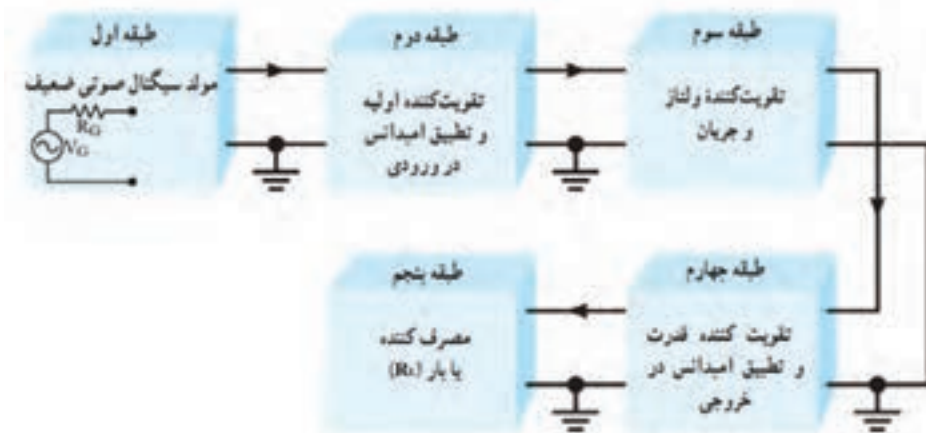 طبقه اول
مولد سیگنال صوتی ضعیف
RG
VG
طبقه دوم
تقویت‌کننده اولیه
و تطبیق امپدانس
در ورودی
طبقه سوم
تقویت‌کنندهٔ ولتاژ
و جریان
طبقه چهارم
تقویت کننده قدرت
و تطبیق امپدانس در
خروجی
طبقه پنجم
مصرف کننده
یا بار (RL)